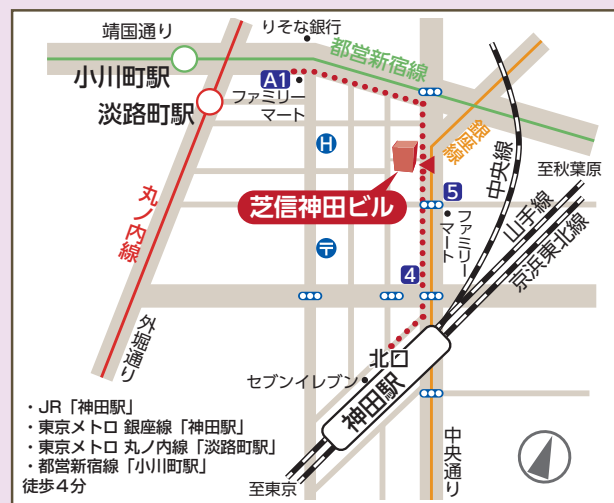 靖国通り
りそな銀行
都営新宿線
小川町駅
A1
ファミリー
マート
淡路町駅
銀座線
中央線
至秋葉原
H
芝信神田ビル
5
ファミリー
マート
山手線
京浜東北線
丸ノ内線
〒
4
外堀通り
北口
セブンイレブン
神田駅
中央通り
至東京
・JR「神田駅」
・東京メトロ 銀座線「神田駅」
・東京メトロ 丸ノ内線「淡路町駅」
・都営新宿線「小川町駅」
徒歩4分